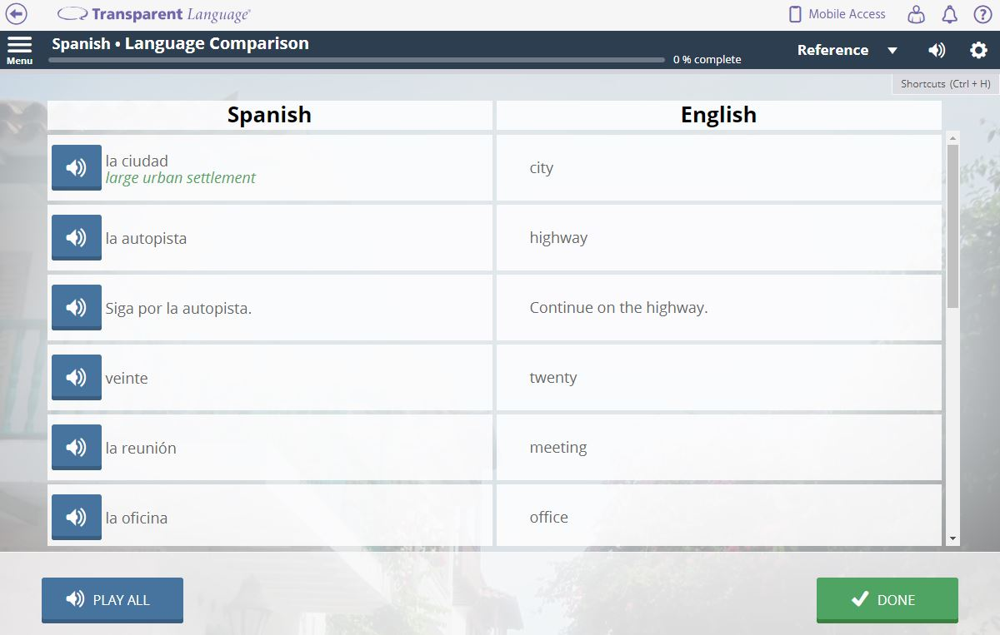 Transparent Language®
Mobile Access
Menu
Spanish • Language Comparison
0 % complete
Reference
Shortcuts (Ctrl + H)
Spanish
English
la ciudad
large urban settlement
city
la autopista
highway
Siga por la autopista.
Continue on the highway.
veinte
twenty
la reunión
meeting
la oficina
office
PLAY ALL
DONE